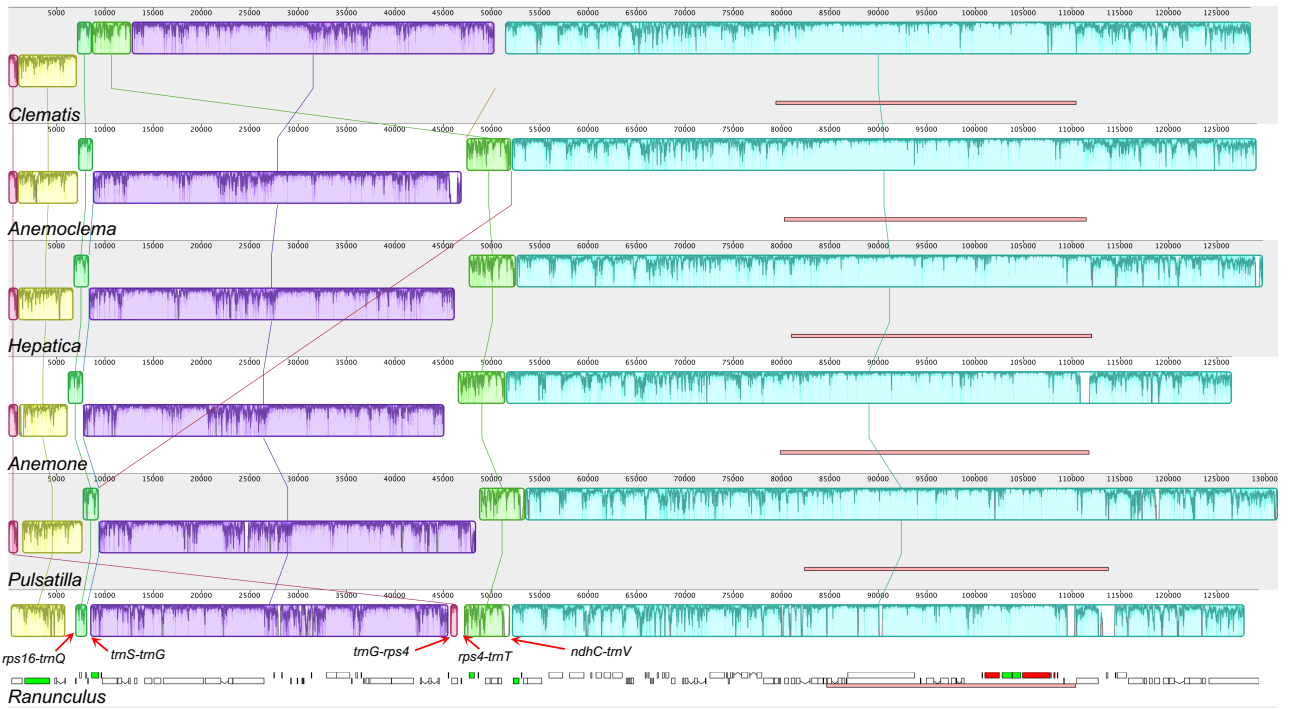 5000 10000 15000 20000 25000 30000 35000 40000 45000 50000 55000 60000 65000 70000 75000 80000 85000 90000 95000 100000 105000 110000 115000 120000 125000
Clematis
5000 10000 15000 20000 25000 30000 35000 40000 45000 50000 55000 60000 65000 70000 75000 80000 85000 90000 95000 100000 105000 110000 115000 120000 125000
Anemoclema
5000 10000 15000 20000 25000 30000 35000 40000 45000 50000 55000 60000 65000 70000 75000 80000 85000 90000 95000 100000 105000 110000 115000 120000 125000
Hepatica
5000 10000 15000 20000 25000 30000 35000 40000 45000 50000 55000 60000 65000 70000 75000 80000 85000 90000 95000 100000 105000 110000 115000 120000 125000
Anemone
5000 10000 15000 20000 25000 30000 35000 40000 45000 50000 55000 60000 65000 70000 75000 80000 85000 90000 95000 100000 105000 110000 115000 120000 125000 130000
Pulsatilla
5000 10000 15000 20000 25000 30000 35000 40000 45000 50000 55000 60000 65000 70000 75000 80000 85000 90000 95000 100000 105000 110000 115000 120000 125000
rps16-trnQ trnS-trnG trnG-rps4 rps4-trnT ndhC-trnV
Ranunculus